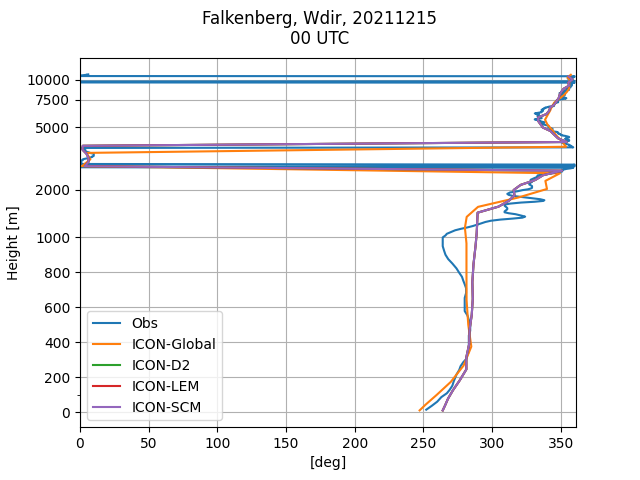 Falkenberg, Wdir, 20211215
00 UTC
Height [m]
10000
7500
5000
2000
1000
800
600
400
200
0
Obs
ICON-Global
ICON-D2
ICON-LEM
ICON-SCM
0 50 100 150 200 250 300 350
[deg]